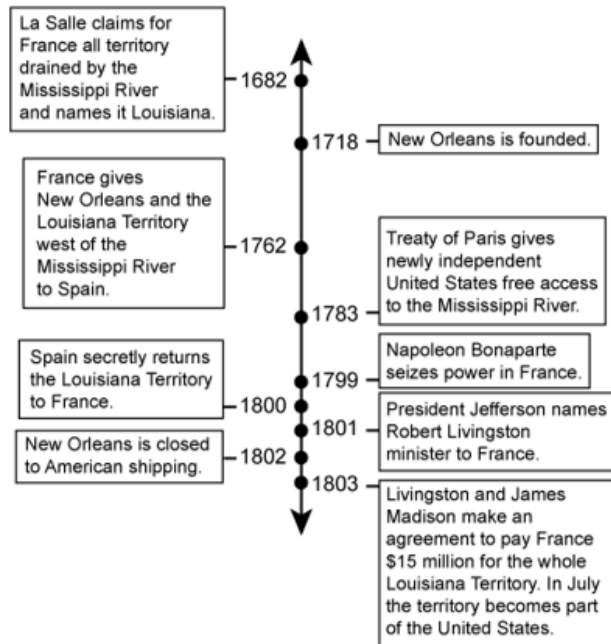 La Salle claims for
France all territory
drained by the
Mississippi River
and names it Louisiana.
1682
1718
New Orleans is founded.
France gives
New Orleans and the
Louisiana Territory
west of the
Mississippi River
to Spain.
1762
Treaty of Paris gives
newly independent
United States free access
to the Mississippi River.
1783
Napoleon Bonaparte
seizes power in France.
1799
Spain secretly returns
the Louisiana Territory
to France.
1800
1801
President Jefferson names
Robert Livingston
minister to France.
New Orleans is closed
to American shipping.
1802
1803
Livingston and James
Madison make an
agreement to pay France
$15 million for the whole
Louisiana Territory. In July
the territory becomes part
of the United States.